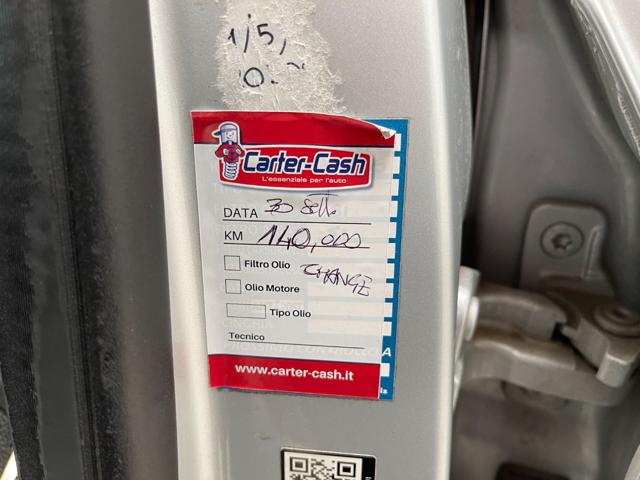 1/5,
Carter-Cash
L'essenziale per l'auto
DATA 30 Sett.
KM 140,000
Filtro Olio CHANGE
Olio Motore
Tipo Olio
Tecnico
www.carter-cash.it